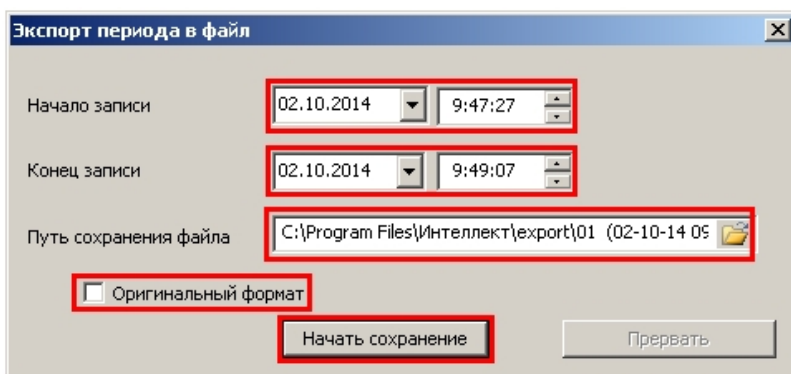 Экспорт периода в файл
Начало записи 02.10.2014 9:47:27
Конец записи 02.10.2014 9:49:07
Путь сохранения файла C:\Program Files\Интеллект\export\01 (02-10-14 09
Оригинальный формат
Начать сохранение Прервать